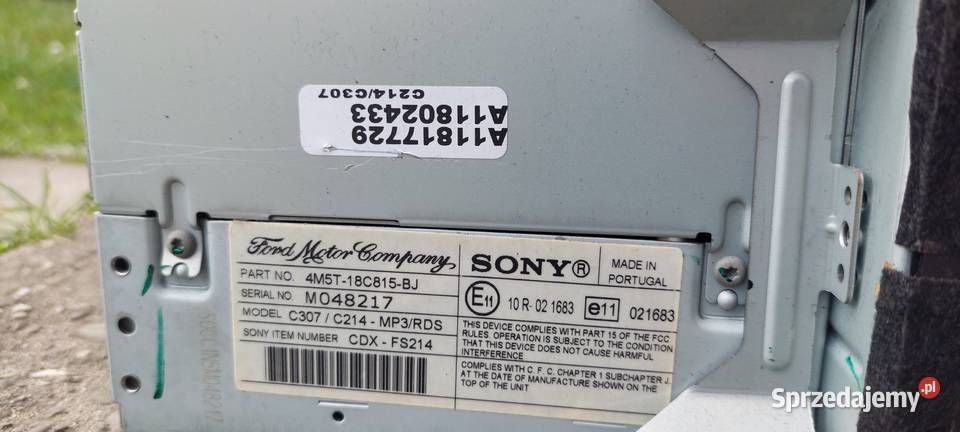 A11817729
A11802433
C214/C307
Ford Motor Company
PART NO. 4M5T-18C815-BJ
SERIAL NO M048217
MODEL C307 / C214 - MP3/RDS
SONY ITEM NUMBER CDX - FS214
SONY®
MADE IN
PORTUGAL
E11 10 R - 02 1683 e11 021683
THIS DEVICE COMPLIES WITH PART 15 OF THE FCC
RULES. OPERATION IS SUBJECT TO THE CONDITION
THAT THIS DEVICE DOES NOT CAUSE HARMFUL
INTERFERENCE
COMPLIES WITH C. F. C. CHAPTER 1 SUBCHAPTER J.
AT THE DATE OF MANUFACTURE SHOWN ON THE
TOP OF THE UNIT
Sprzedajemy.pl